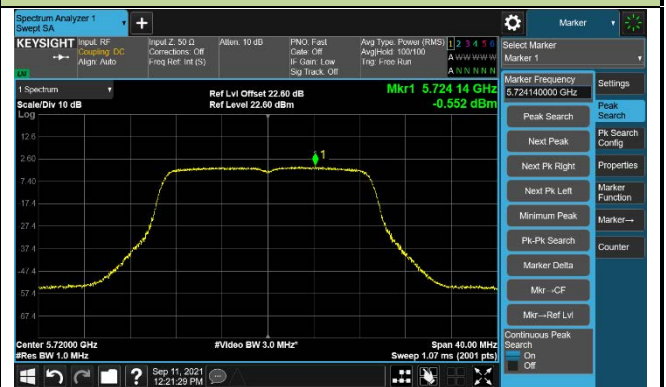 Spectrum Analyzer 1
Swept SA
+
Marker
KEYSIGHT
Input: RF
Coupling: DC
Align: Auto
Input Z: 50 Ω
Corrections: Off
Freq Ref: Int (S)
Atten: 10 dB
PNO: Fast
Gate: Off
IF Gain: Low
Sig Track: Off
Avg Type: Power (RMS)
Avg|Hold: 100/100
Trig: Free Run
1 2 3 4 5 6
A W W W W W
A N N N N N
LNI
Select Marker
Marker 1
Marker Frequency
5.724140000 GHz
Settings
Peak Search
Peak
Search
Next Peak
Pk Search
Config
Next Pk Right
Properties
Next Pk Left
Marker
Function
Minimum Peak
Marker→
Pk-Pk Search
Counter
Marker Delta
Mkr→CF
Mkr→Ref Lvl
Continuous Peak
Search
On
Off
1 Spectrum
Scale/Div 10 dB
Log
Ref Lvl Offset 22.60 dB
Ref Level 22.60 dBm
Mkr1 5.724 14 GHz
-0.552 dBm
12.6
2.60
1
-7.40
-17.4
-27.4
-37.4
-47.4
-57.4
-67.4
Center 5.72000 GHz
#Res BW 1.0 MHz
#Video BW 3.0 MHz*
Span 40.00 MHz
Sweep 1.07 ms (2001 pts)
?
Sep 11, 2021
12:21:29 PM